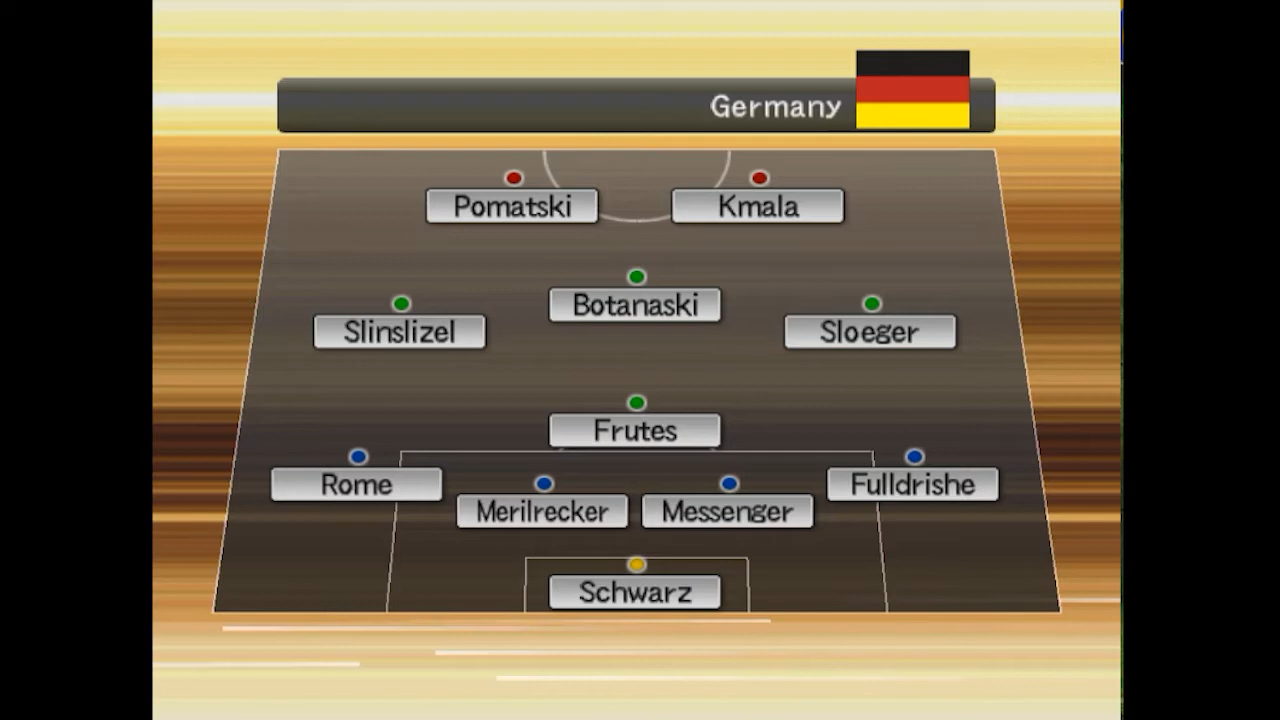 Germany
Pomatski
Kmala
Botanaski
Slinslizel
Sloeger
Frutes
Rome
Fulldrishe
Merilrecker
Messenger
Schwarz